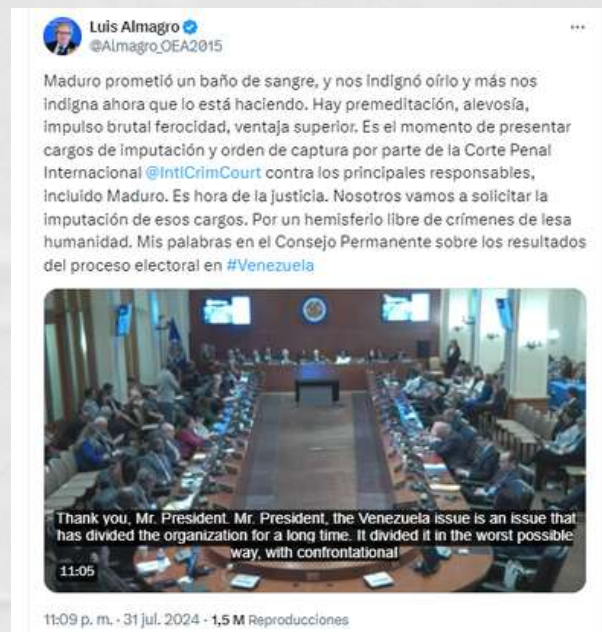 Luis Almagro
@Almagro_OEA2015
Maduro prometió un baño de sangre, y nos indignó oírlo y más nos
indigna ahora que lo está haciendo. Hay premeditación, alevosía,
impulso brutal ferocidad, ventaja superior. Es el momento de presentar
cargos de imputación y orden de captura por parte de la Corte Penal
Internacional @IntlCrimCourt contra los principales responsables,
incluido Maduro. Es hora de la justicia. Nosotros vamos a solicitar la
imputación de esos cargos. Por un hemisferio libre de crímenes de lesa
humanidad. Mis palabras en el Consejo Permanente sobre los resultados
del proceso electoral en #Venezuela
Thank you, Mr. President. Mr. President, the Venezuela issue is an issue that
has divided the organization for a long time. It divided it in the worst possible
way, with confrontational
11:05
11:09 p. m. · 31 jul. 2024 · 1,5 M Reproducciones